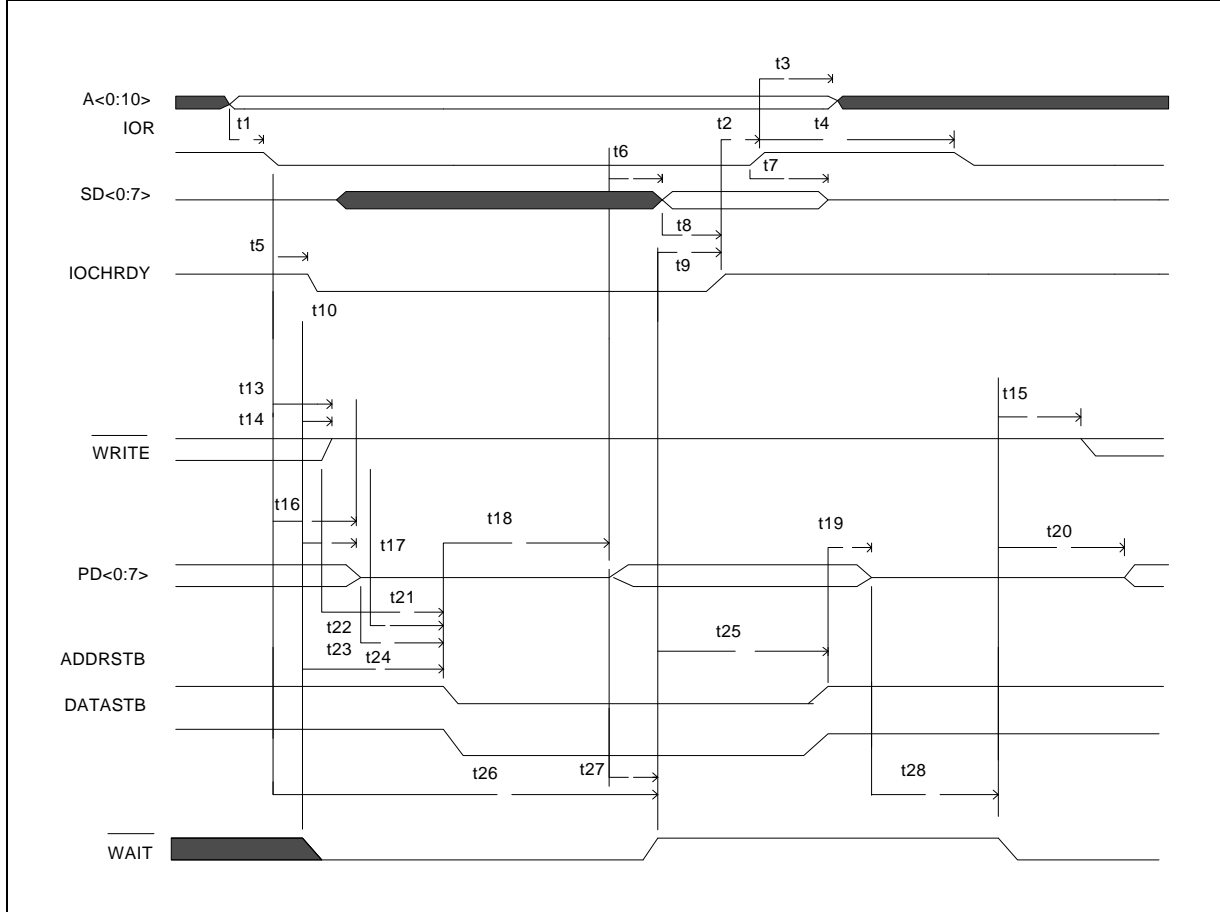 t3
A<0:10>
t1
t2
t4
IOR
t6
t7
SD<0:7>
t8
t5
t9
IOCHRDY
t10
t13
t15
t14
WRITE
t16
t18
t19
t20
t17
PD<0:7>
t21
t22
t25
t23
t24
ADDRSTB
DATASTB
t27
t26
t28
WAIT